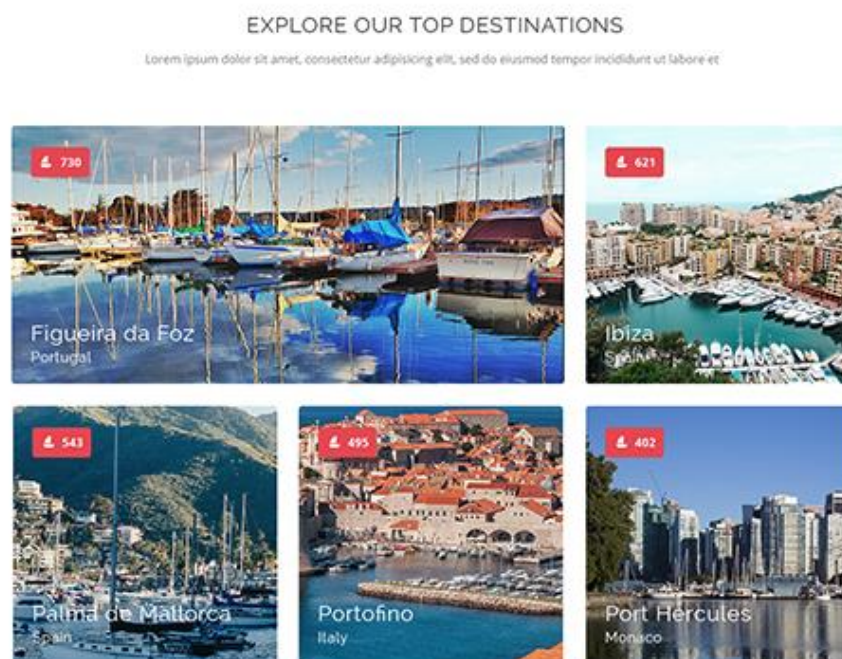 EXPLORE OUR TOP DESTINATIONS
Lorem ipsum dolor sit amet, consectetur adipisicing elit, sed do eiusmod tempor incididunt ut labore et
730
Figueira da Foz
Portugal
621
Ibiza
Spain
543
Palma de Mallorca
Spain
495
Portofino
Italy
402
Port Hercules
Monaco